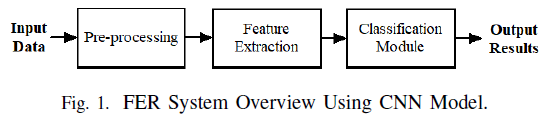 Input
Data
Pre-processing
Feature
Extraction
Classification
Module
Output
Results
Fig. 1. FER System Overview Using CNN Model.